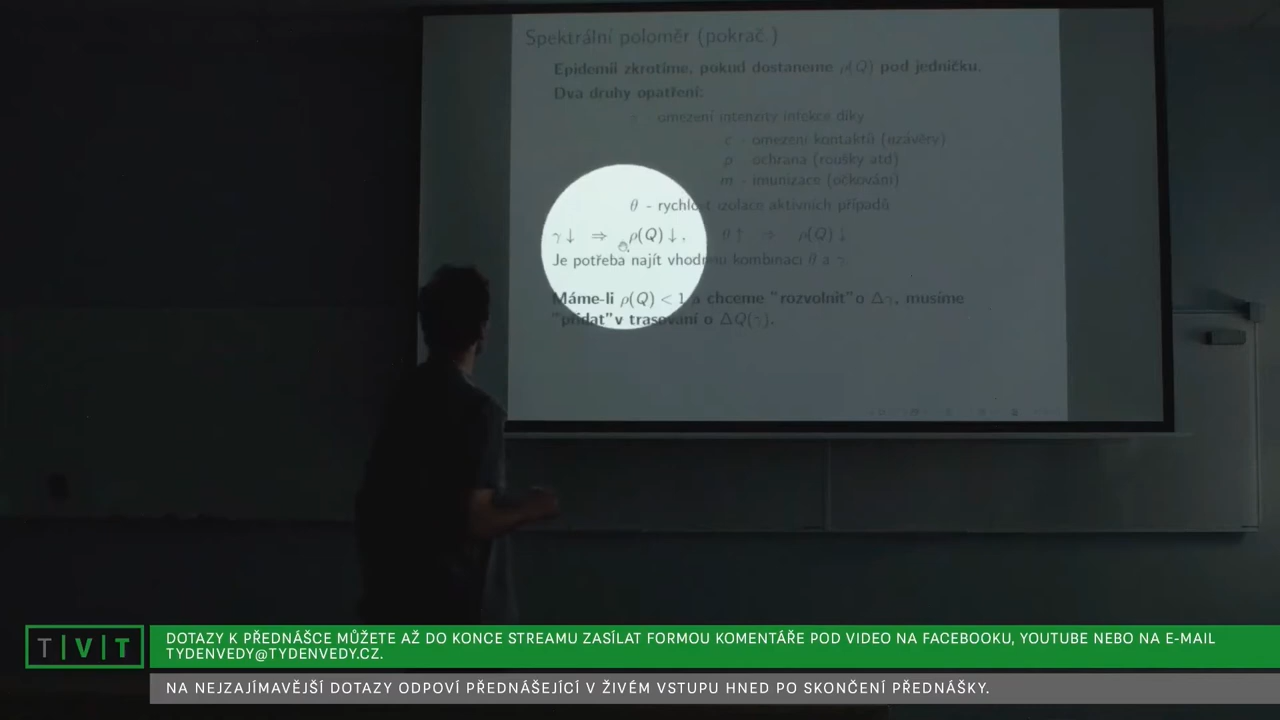 Spektrální poloměr (pokrač.)
Epidemii zkrotíme, pokud dostaneme ρ(Q) pod jedničku.
Dva druhy opatření:
γ - omezení intenzity infekce díky
c - omezení kontaktů (uzávěry)
p - ochrana (roušky atd)
m - imunizace (očkování)
θ - rychlost izolace aktivních případů
γ↓ ⇒ ρ(Q)↓, θ↑ ⇒ ρ(Q)↓
Je potřeba najít vhodnou kombinaci θ a γ
Máme-li ρ(Q) < 1 a chceme "rozvolnit"o Δγ, musíme
"přidat"v trasování o ΔQ(γ).
T|V|T
DOTAZY K PŘEDNÁŠCE MŮŽETE AŽ DO KONCE STREAMU ZASÍLAT FORMOU KOMENTÁŘE POD VIDEO NA FACEBOOKU, YOUTUBE NEBO NA E-MAIL
TYDENVEDY@TYDENVEDY.CZ.
NA NEJZAJÍMAVĚJŠÍ DOTAZY ODPOVÍ PŘEDNÁŠEJÍCÍ V ŽIVÉM VSTUPU HNED PO SKONČENÍ PŘEDNÁŠKY.